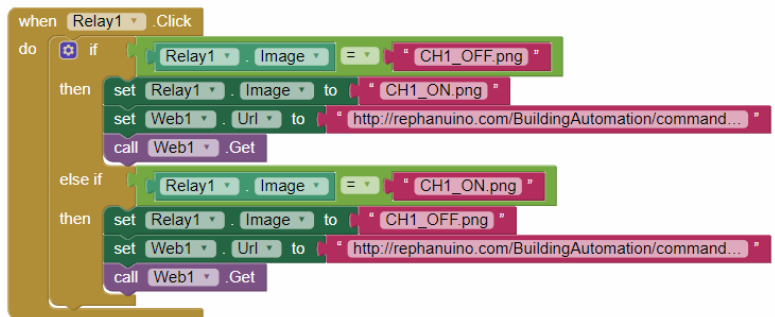 when Relay1 .Click
do if Relay1 . Image = " CH1_OFF.png "
then set Relay1 . Image to " CH1_ON.png "
set Web1 . Url to " http://rephanuino.com/BuildingAutomation/command... "
call Web1 .Get
else if Relay1 . Image = " CH1_ON.png "
then set Relay1 . Image to " CH1_OFF.png "
set Web1 . Url to " http://rephanuino.com/BuildingAutomation/command... "
call Web1 .Get